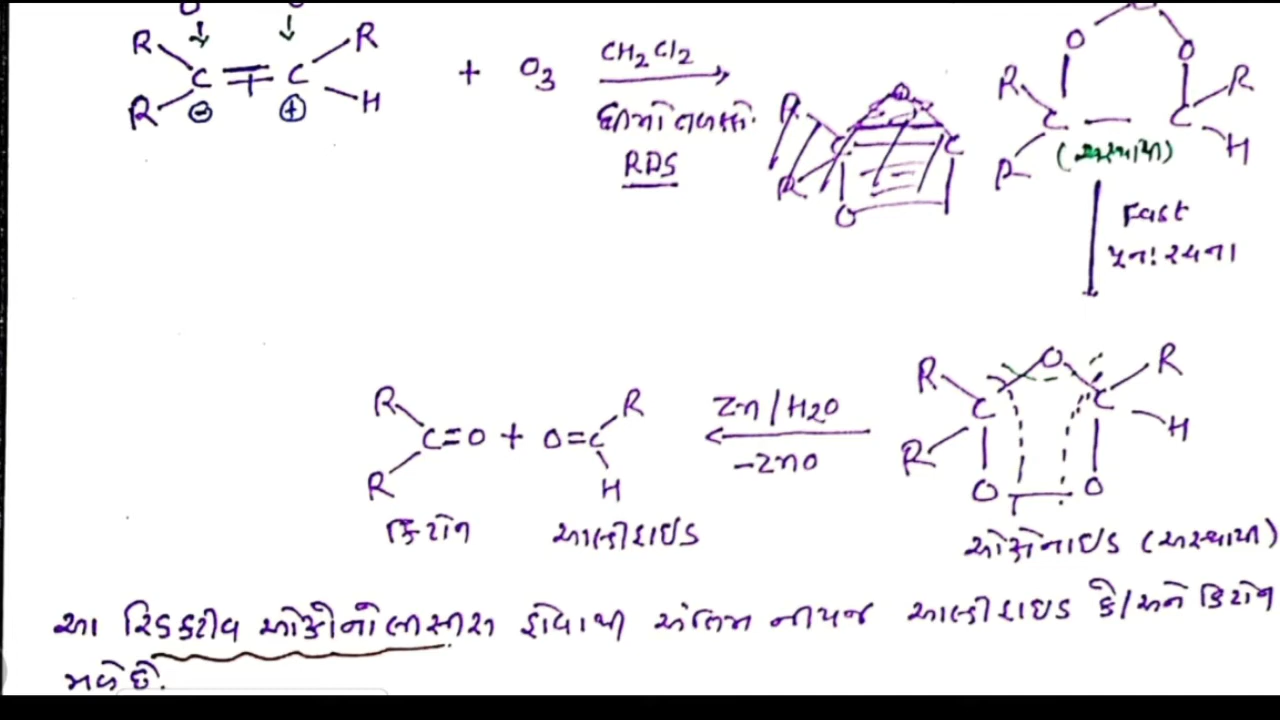 R R
C = C + O3 CH2Cl2
R H
⊖ ⊕
RDS
O O
R C — C R
R H
(અસ્થાયી)
Fast
પુનઃરચના
R C=O + O=C R
R H
Zn/H2O
-ZnO
R C O C R
R H
O — O
કિટોન આલ્ડીહાઇડ
ઓઝોનાઇડ (અસ્થાયી)
આ રિડક્ટીવ ઓઝોનોલાસીસ હોવાથી અંતિમ નીપજ આલ્ડીહાઇડ કે/અને કિટોન
મળે છે.